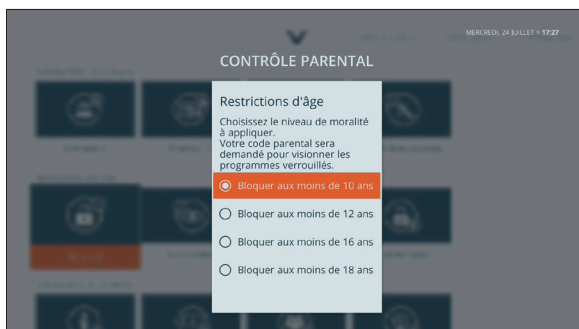 MERCREDI, 24 JUILLET > 17:27
CONTRÔLE PARENTAL
Restrictions d'âge
Choisissez le niveau de moralité
à appliquer.
Votre code parental sera
demandé pour visionner les
programmes verrouillés.
Bloquer aux moins de 10 ans
Bloquer aux moins de 12 ans
Bloquer aux moins de 16 ans
Bloquer aux moins de 18 ans